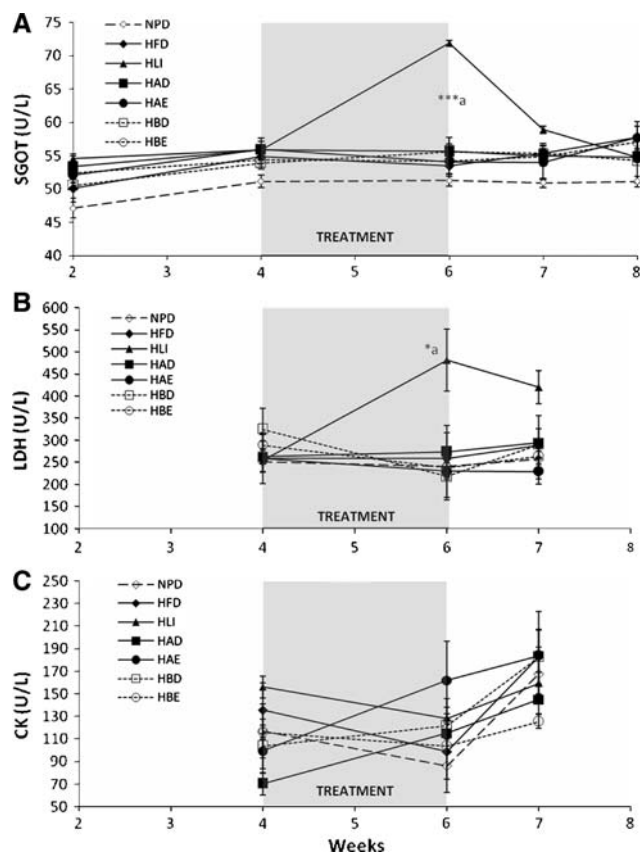 A
SGOT (U/L)
75
70
65
60
55
50
45
40
NPD
HFD
HLI
HAD
HAE
HBD
HBE
***a
TREATMENT
2 3 4 5 6 7 8
B
LDH (U/L)
600
550
500
450
400
350
300
250
200
150
100
NPD
HFD
HLI
HAD
HAE
HBD
HBE
*a
TREATMENT
2 3 4 5 6 7 8
C
CK (U/L)
250
230
210
190
170
150
130
110
90
70
50
NPD
HFD
HLI
HAD
HAE
HBD
HBE
TREATMENT
2 3 4 5 6 7 8
Weeks